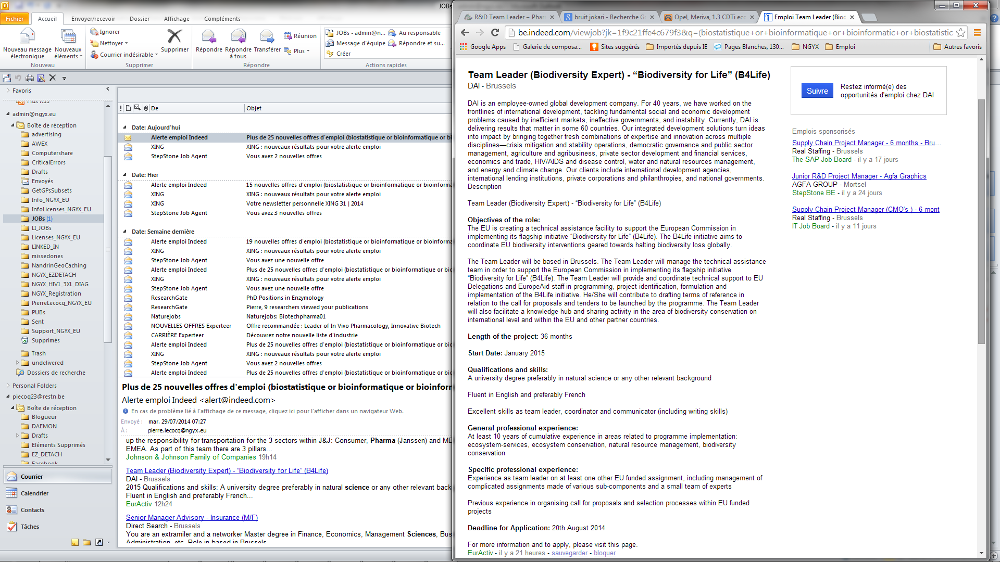 JOBs
Fichier
Accueil
Envoyer/recevoir
Dossier
Affichage
Compléments
Nouveau message électronique
Nouveaux éléments
Nouveau
Ignorer
Nettoyer
Courrier indésirable
Supprimer
Supprimer
Répondre
Répondre à tous
Transférer
Réunion
Plus
Répondre
JOBs - admin@n...
Message d'équipe
Créer
Au responsable
Répondre et su...
Actions rapides
Favoris
Flux RSS
admin@ngyx.eu
Boîte de réception
advertising
AWEX
Computershare
CriticalErrors
Drafts
Envoyés
GetGPsSubsets
Info_NGYX_EU
InfoLicenses_NGYX_EU
JOBs (1)
LI_JOBs
Licenses_NGYX_EU
LINKED_IN
missedones
NandrinGeoCaching
NGYX_EZDETACH
NGYX_HIV1_3XL_DIAG
NGYX_Registration
PierreLecocq_NGYX_EU
PUBs
Sent
Support_NGYX_EU
Supprimés
Trash
undelivered
Dossiers de recherche
Personal Folders
piecoq23@restn.be
Boîte de réception
Blogueur
DAEMON
Drafts
Eléments Supprimés
EZ_DETACH
Facebook
Courrier
Calendrier
Contacts
Tâches
De Objet
Date: Aujourd'hui
Alerte emploi Indeed Plus de 25 nouvelles offres d'emploi (biostatistique or bioinformatique or bi
XING XING : nouveaux résultats pour votre alerte emploi
StepStone Job Agent Vous avez 2 nouvelles offres
Date: Hier
Alerte emploi Indeed 15 nouvelles offres d'emploi (biostatistique or bioinformatique or bioinforma
XING XING : nouveaux résultats pour votre alerte emploi
XING Votre newsletter personnelle XING 31 | 2014
StepStone Job Agent Vous avez 3 nouvelles offres
Date: Semaine dernière
Alerte emploi Indeed 19 nouvelles offres d'emploi (biostatistique or bioinformatique or bioinforma
XING XING : nouveaux résultats pour votre alerte emploi
StepStone Job Agent Vous avez une nouvelle offre
Alerte emploi Indeed Plus de 25 nouvelles offres d'emploi (biostatistique or bioinformatique or bioi
XING XING : nouveaux résultats pour votre alerte emploi
StepStone Job Agent Vous avez une nouvelle offre
ResearchGate PhD Positions in Enzymology
ResearchGate Pierre, 9 researchers viewed your publications
Naturejobs Naturejobs: Biotechpharma01
NOUVELLES OFFRES Experteer Offre recommandée : Leader of In Vivo Pharmacology, Innovative Biotech
CARRIÈRE Experteer Découvrez notre nouvelle liste d'industrie
Alerte emploi Indeed Plus de 25 nouvelles offres d'emploi (biostatistique or bioinformatique or bioi
XING XING : nouveaux résultats pour votre alerte emploi
StepStone Job Agent Vous avez 2 nouvelles offres
Alerte emploi Indeed Plus de 25 nouvelles offres d'emploi (biostatistique or bioinformatique or bioi
Plus de 25 nouvelles offres d'emploi (biostatistique or bioinformatique or bioinfor
Alerte emploi Indeed <alert@indeed.com>
En cas de problème lié à l'affichage de ce message, cliquez ici pour l'afficher dans un navigateur Web.
Envoyé : mar. 29/07/2014 07:27
À : pierre.lecocq@ngyx.eu
up the responsibility for transportation for the 3 sectors within J&J: Consumer, Pharma (Janssen) and MD
EMEA. As part of this team there are 3 pillars...
Johnson & Johnson Family of Companies 19h14
Team Leader (Biodiversity Expert) - “Biodiversity for Life” (B4Life)
DAI - Brussels
2015 Qualifications and skills: A university degree preferably in natural science or any other relevant back
Fluent in English and preferably French...
EurActiv 12h24
Senior Manager Advisory - Insurance (M/F)
Direct Search - Brussels
You are an extramiler and a networker Master degree in Finance, Economics, Management Sciences, Bus
Administration, etc. Role in based in Brussels
R&D Team Leader – Phar
bruit jokari - Recherche G
Opel, Meriva, 1.3 CDTi ec
Emploi Team Leader (Bioc
be.indeed.com/viewjob?jk=1f9c21ffe4c679f3&q=(biostatistique+or+bioinformatique+or+bioinformatic+or+biostatistic
Google Apps
Galerie de composa...
Sites suggérés
Importés depuis IE
Pages Blanches, 130...
NGYX
Emploi
Autres favoris
Team Leader (Biodiversity Expert) - “Biodiversity for Life” (B4Life)
DAI - Brussels
DAI is an employee-owned global development company. For 40 years, we have worked on the
frontlines of international development, tackling fundamental social and economic development
problems caused by inefficient markets, ineffective governments, and instability. Currently, DAI is
delivering results that matter in some 60 countries. Our integrated development solutions turn ideas
into impact by bringing together fresh combinations of expertise and innovation across multiple
disciplines—crisis mitigation and stability operations, democratic governance and public sector
management, agriculture and agribusiness, private sector development and financial services,
economics and trade, HIV/AIDS and disease control, water and natural resources management,
and energy and climate change. Our clients include international development agencies,
international lending institutions, private corporations and philanthropies, and national governments.
Description
Team Leader (Biodiversity Expert) - “Biodiversity for Life” (B4Life)
Objectives of the role:
The EU is creating a technical assistance facility to support the European Commission in
implementing its flagship initiative “Biodiversity for Life” (B4Life). The B4Life initiative aims to
coordinate EU biodiversity interventions geared towards halting biodiversity loss globally.
The Team Leader will be based in Brussels. The Team Leader will manage the technical assistance
team in order to support the European Commission in implementing its flagship initiative
“Biodiversity for Life” (B4Life). The Team Leader will provide and coordinate technical support to EU
Delegations and EuropeAid staff in programming, project identification, formulation and
implementation of the B4Life initiative. He/She will contribute to drafting terms of reference in
relation to the call for proposals and tenders to be launched by the programme. The Team Leader
will also facilitate a knowledge hub and sharing activity in the area of biodiversity conservation on
international level and within the EU and other partner countries.
Length of the project: 36 months
Start Date: January 2015
Qualifications and skills:
A university degree preferably in natural science or any other relevant background
Fluent in English and preferably French
Excellent skills as team leader, coordinator and communicator (including writing skills)
General professional experience:
At least 10 years of cumulative experience in areas related to programme implementation:
ecosystem-services, ecosystem conservation, natural resource management, biodiversity
conservation
Specific professional experience:
Experience as team leader on at least one other EU funded assignment, including management of
complicated assignments made of various sub-components and a small team of experts
Previous experience in organising call for proposals and selection processes within EU funded
projects
Deadline for Application: 20th August 2014
For more information and to apply, please visit this page.
EurActiv - il y a 21 heures - sauvegarder - bloquer
Suivre
Restez informé(e) des
opportunités d'emploi chez DAI
Emplois sponsorisés
Supply Chain Project Manager - 6 months - Bru...
Real Staffing - Brussels
The SAP Job Board - il y a 17 jours
Junior R&D Project Manager - Agfa Graphics
AGFA GROUP - Mortsel
StepStone BE - il y a 24 jours
Supply Chain Project Manager (CMO's ) - 6 mont
Real Staffing - Brussels
IT Job Board - il y a 11 jours